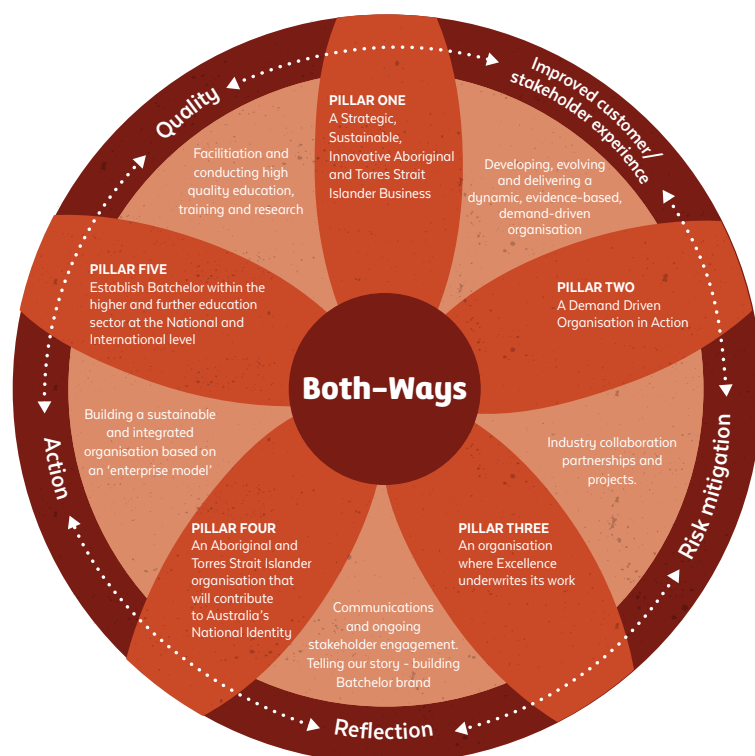 Quality
Improved customer/
stakeholder experience
Risk mitigation
Reflection
Action
PILLAR ONE
A Strategic,
Sustainable,
Innovative Aboriginal
and Torres Strait
Islander Business
Developing, evolving
and delivering a
dynamic, evidence-based,
demand-driven
organisation
PILLAR TWO
A Demand Driven
Organisation in Action
Industry collaboration
partnerships and
projects.
PILLAR THREE
An organisation
where Excellence
underwrites its work
Communications
and ongoing
stakeholder engagement.
Telling our story - building
Batchelor brand
PILLAR FOUR
An Aboriginal and
Torres Strait Islander
organisation that
will contribute
to Australia's
National Identity
Building a sustainable
and integrated
organisation based on
an 'enterprise model'
PILLAR FIVE
Establish Batchelor within the
higher and further education
sector at the National and
International level
Facilitiation and
conducting high
quality education,
training and research
Both-Ways